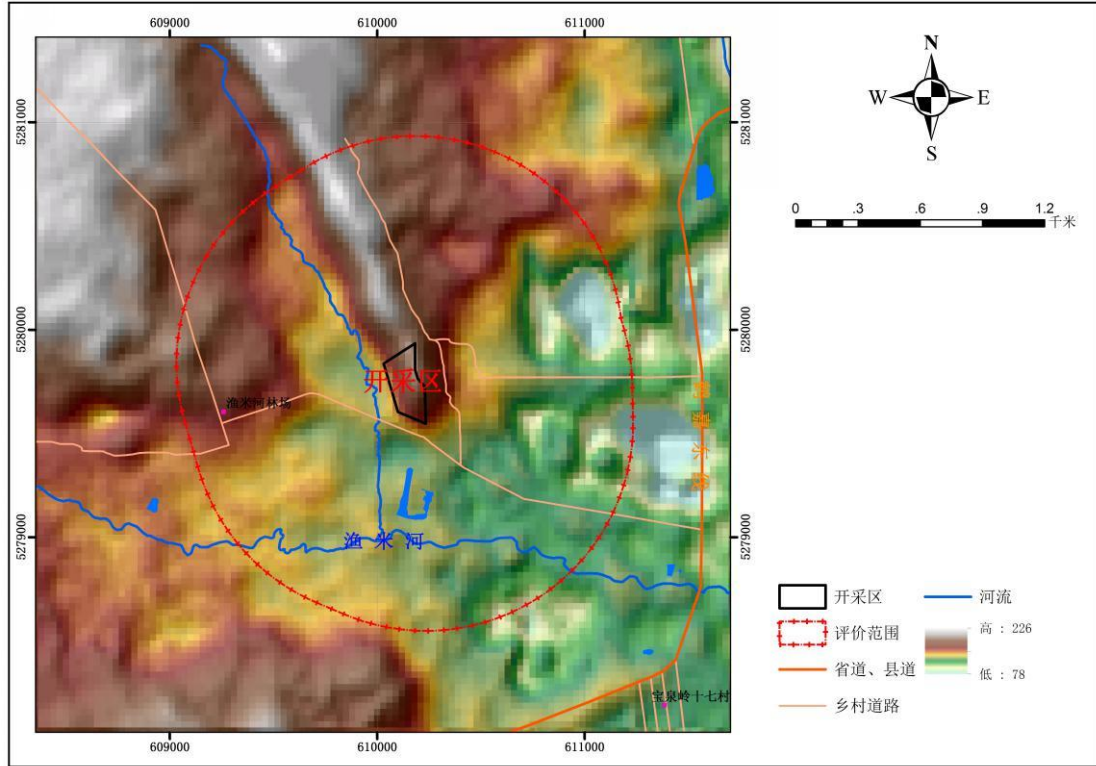 609000
610000
611000
N
W
E
S
5281000
5281000
0
.3
.6
.9
1.2
千米
5280000
5280000
开采区
渔米河林场
5279000
5279000
渔 米 河
开采区
河流
评价范围
高 : 226
省道、县道
低 : 78
宝泉岭十七村
乡村道路
609000
610000
611000